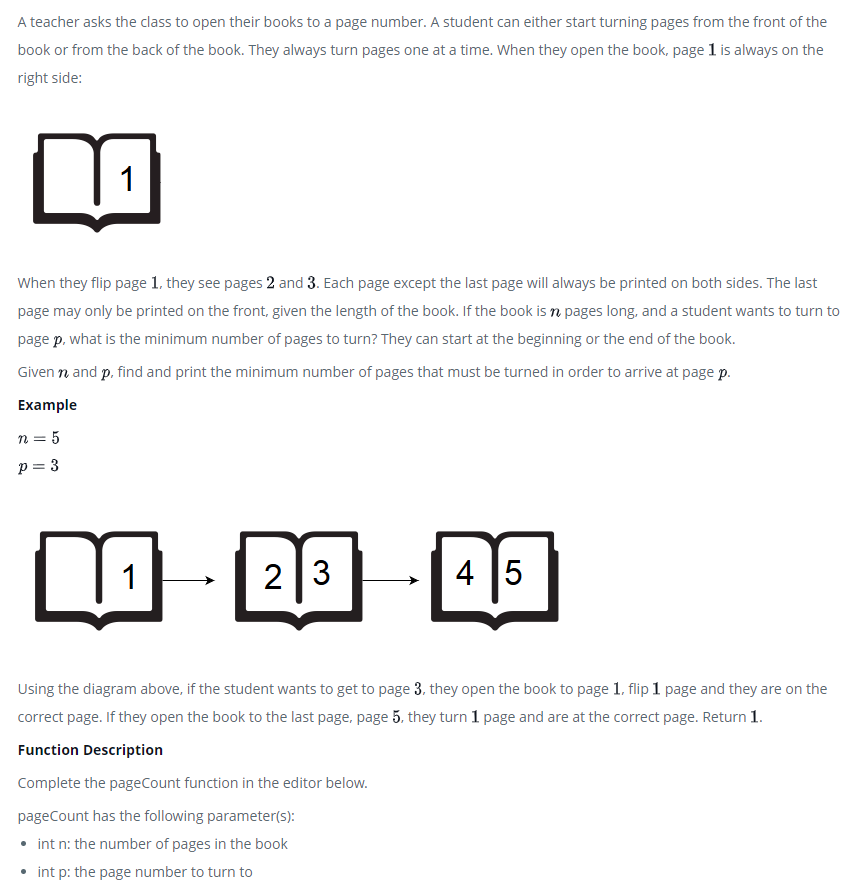 A teacher asks the class to open their books to a page number. A student can either start turning pages from the front of the
book or from the back of the book. They always turn pages one at a time. When they open the book, page 1 is always on the
right side:
1
When they flip page 1, they see pages 2 and 3. Each page except the last page will always be printed on both sides. The last
page may only be printed on the front, given the length of the book. If the book is n pages long, and a student wants to turn to
page p, what is the minimum number of pages to turn? They can start at the beginning or the end of the book.
Given n and p, find and print the minimum number of pages that must be turned in order to arrive at page p.
Example
n = 5
p = 3
1 2 3 4 5
Using the diagram above, if the student wants to get to page 3, they open the book to page 1, flip 1 page and they are on the
correct page. If they open the book to the last page, page 5, they turn 1 page and are at the correct page. Return 1.
Function Description
Complete the pageCount function in the editor below.
pageCount has the following parameter(s):
• int n: the number of pages in the book
• int p: the page number to turn to